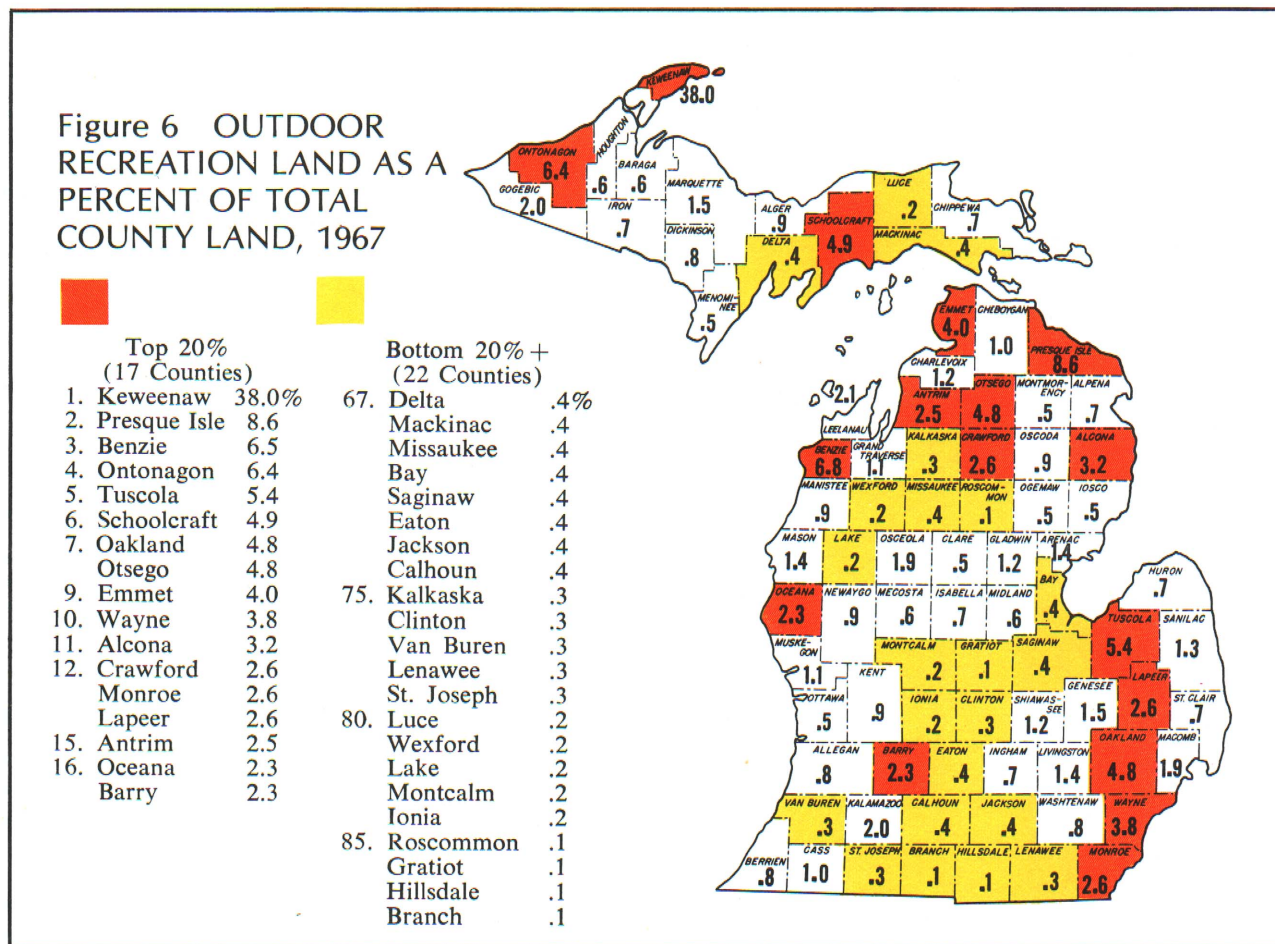 Figure 6 OUTDOOR
RECREATION LAND AS A
PERCENT OF TOTAL
COUNTY LAND, 1967
Top 20%
(17 Counties)
1. Keweenaw 38.0%
2. Presque Isle 8.6
3. Benzie 6.5
4. Ontonagon 6.4
5. Tuscola 5.4
6. Schoolcraft 4.9
7. Oakland 4.8
Otsego 4.8
9. Emmet 4.0
10. Wayne 3.8
11. Alcona 3.2
12. Crawford 2.6
Monroe 2.6
Lapeer 2.6
15. Antrim 2.5
16. Oceana 2.3
Barry 2.3
Bottom 20%+
(22 Counties)
67. Delta .4%
Mackinac .4
Missaukee .4
Bay .4
Saginaw .4
Eaton .4
Jackson .4
Calhoun .4
75. Kalkaska .3
Clinton .3
Van Buren .3
Lenawee .3
St. Joseph .3
80. Luce .2
Wexford .2
Lake .2
Montcalm .2
Ionia .2
85. Roscommon .1
Gratiot .1
Hillsdale .1
Branch .1
KEWEENAW
38.0
HOUGHTON
.6
ONTONAGON
6.4
GOGEBIC
2.0
BARAGA
.6
IRON
.7
MARQUETTE
1.5
DICKINSON
.8
MENOMI-
NEE
.5
ALGER
.9
DELTA
.4
SCHOOLCRAFT
4.9
LUCE
.2
CHIPPEWA
.7
MACKINAC
.4
EMMET
4.0
CHEBOYGAN
1.0
PRESQUE ISLE
8.6
CHARLEVOIX
1.2
ANTRIM
2.5
OTSEGO
4.8
MONTMOR-
ENCY
.5
ALPENA
.7
2.1
LEELANAU
BENZIE
6.8
GRAND
TRAVERSE
1.1
KALKASKA
.3
CRAWFORD
2.6
OSCODA
.9
ALCONA
3.2
MANISTEE
.9
WEXFORD
.2
MISSAUKEE
.4
ROSCOM-
MON
.1
OGEMAW
.5
IOSCO
.5
MASON
1.4
LAKE
.2
OSCEOLA
1.9
CLARE
.5
GLADWIN
1.2
ARENAC
1.4
OCEANA
2.3
NEWAYGO
.9
MECOSTA
.6
ISABELLA
.7
MIDLAND
.6
BAY
.4
HURON
.7
TUSCOLA
5.4
SANILAC
1.3
MUSKE-
GON
1.1
MONTCALM
.2
GRATIOT
.1
SAGINAW
.4
KENT
.9
OTTAWA
.5
IONIA
.2
CLINTON
.3
SHIAWAS-
SEE
1.2
GENESEE
1.5
LAPEER
2.6
ST. CLAIR
.7
ALLEGAN
.8
BARRY
2.3
EATON
.4
INGHAM
.7
LIVINGSTON
1.4
OAKLAND
4.8
MACOMB
1.9
VAN BUREN
.3
KALAMAZOO
2.0
CALHOUN
.4
JACKSON
.4
WASHTENAW
.8
WAYNE
3.8
BERRIEN
.8
CASS
1.0
ST. JOSEPH
.3
BRANCH
.1
HILLSDALE
.1
LENAWEE
.3
MONROE
2.6